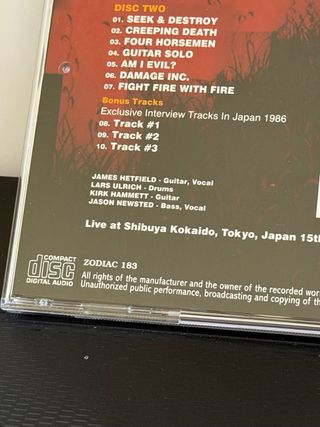 DISC TWO
01. SEEK & DESTROY
02. CREEPING DEATH
03. FOUR HORSEMEN
04. GUITAR SOLO
05. AM I EVIL?
06. DAMAGE INC.
07. FIGHT FIRE WITH FIRE
Bonus Tracks
Exclusive Interview Tracks In Japan 1986
08. Track #1
09. Track #2
10. Track #3
JAMES HETFIELD - Guitar, Vocal
LARS ULRICH - Drums
KIRK HAMMETT - Guitar
JASON NEWSTED - Bass, Vocal
Live at Shibuya Kokaido, Tokyo, Japan 15th
COMPACT
disc
DIGITAL AUDIO
ZODIAC 183
All rights of the manufacturer and the owner of the recorded wor
Unauthorized public performance, broadcasting and copying of th